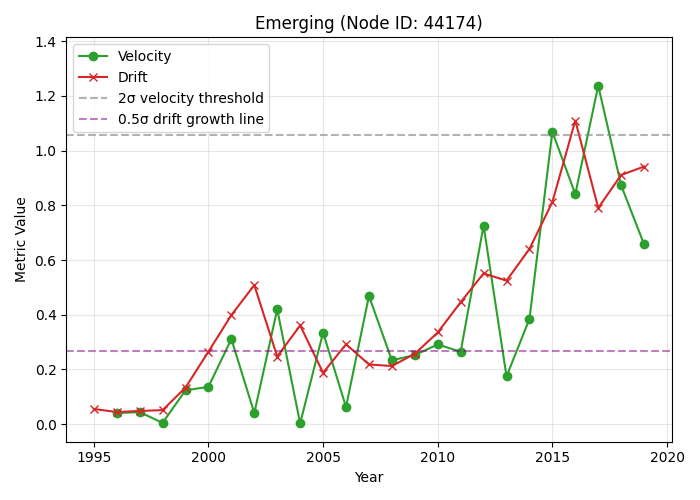 Emerging (Node ID: 44174)
Velocity
Drift
2σ velocity threshold
0.5σ drift growth line
Metric Value
1.4
1.2
1.0
0.8
0.6
0.4
0.2
0.0
1995
2000
2005
2010
2015
2020
Year